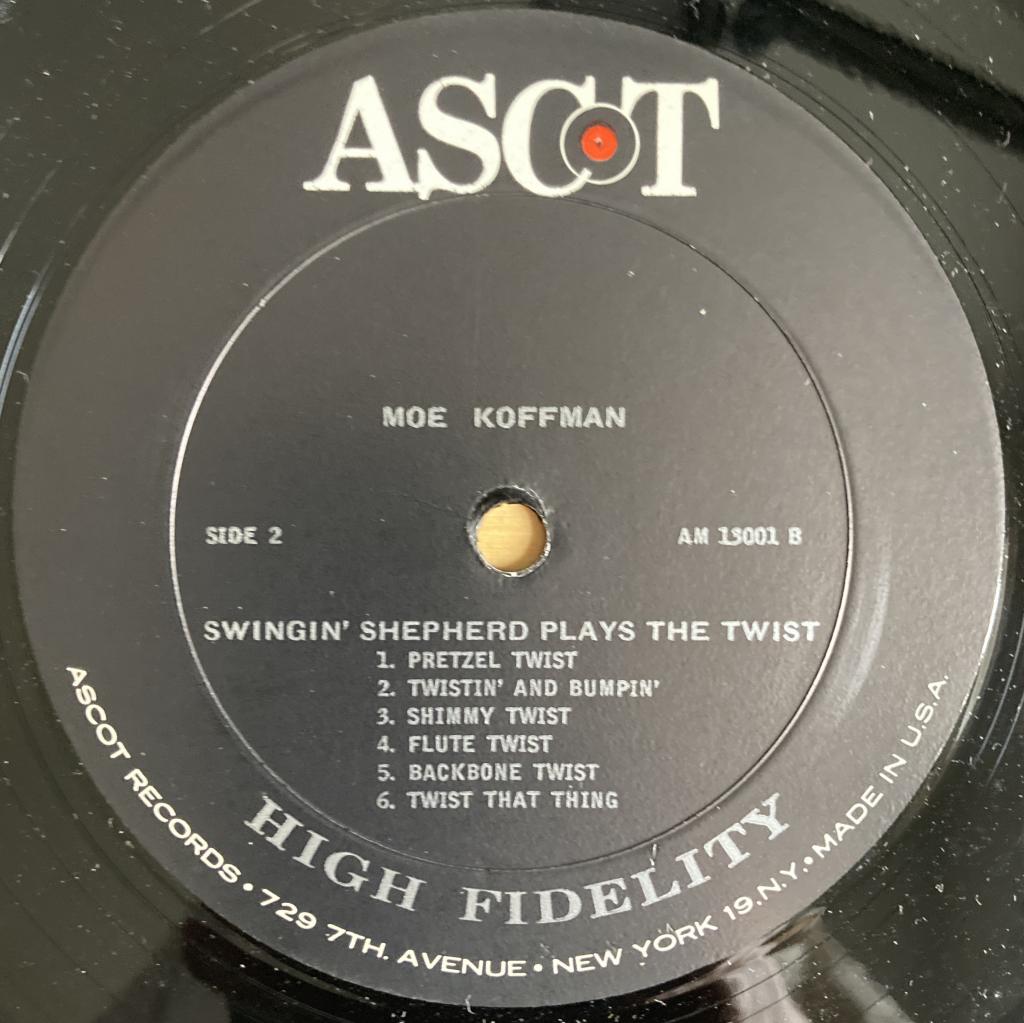 ASCOT
MOE KOFFMAN
SIDE 2
AM 13001 B
SWINGIN' SHEPHERD PLAYS THE TWIST
1. PRETZEL TWIST
2. TWISTIN' AND BUMPIN'
3. SHIMMY TWIST
4. FLUTE TWIST
5. BACKBONE TWIST
6. TWIST THAT THING
HIGH FIDELITY
ASCOT RECORDS • 729 7TH. AVENUE • NEW YORK 19.N.Y. • MADE IN U.S.A.